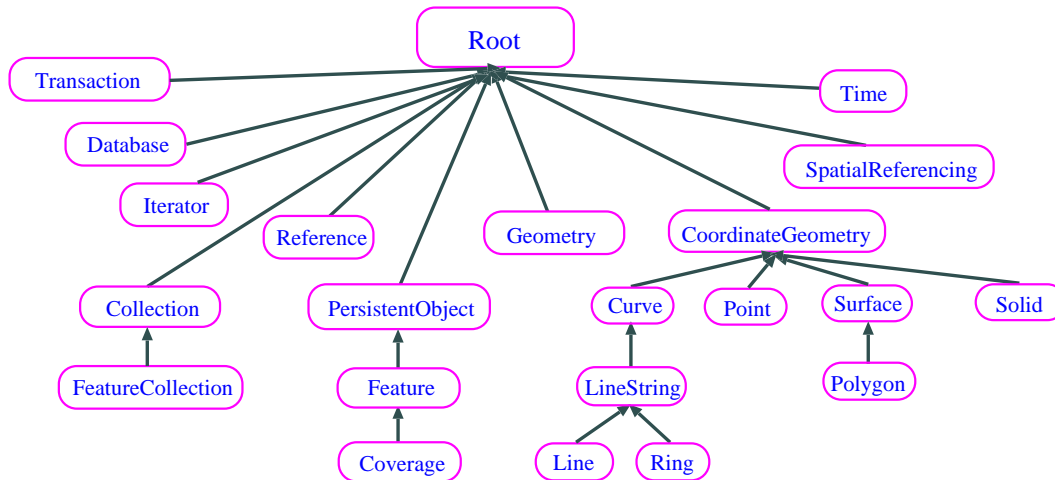 Root
Transaction
Time
Database
SpatialReferencing
Iterator
Reference
Geometry
CoordinateGeometry
Collection
PersistentObject
Curve
Point
Surface
Solid
FeatureCollection
Feature
LineString
Polygon
Coverage
Line
Ring